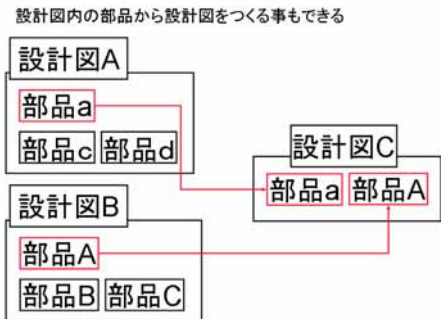 設計図内の部品から設計図をつくる事もできる
設計図A
部品a
部品c 部品d
設計図B
部品A
部品B 部品C
設計図C
部品a 部品A